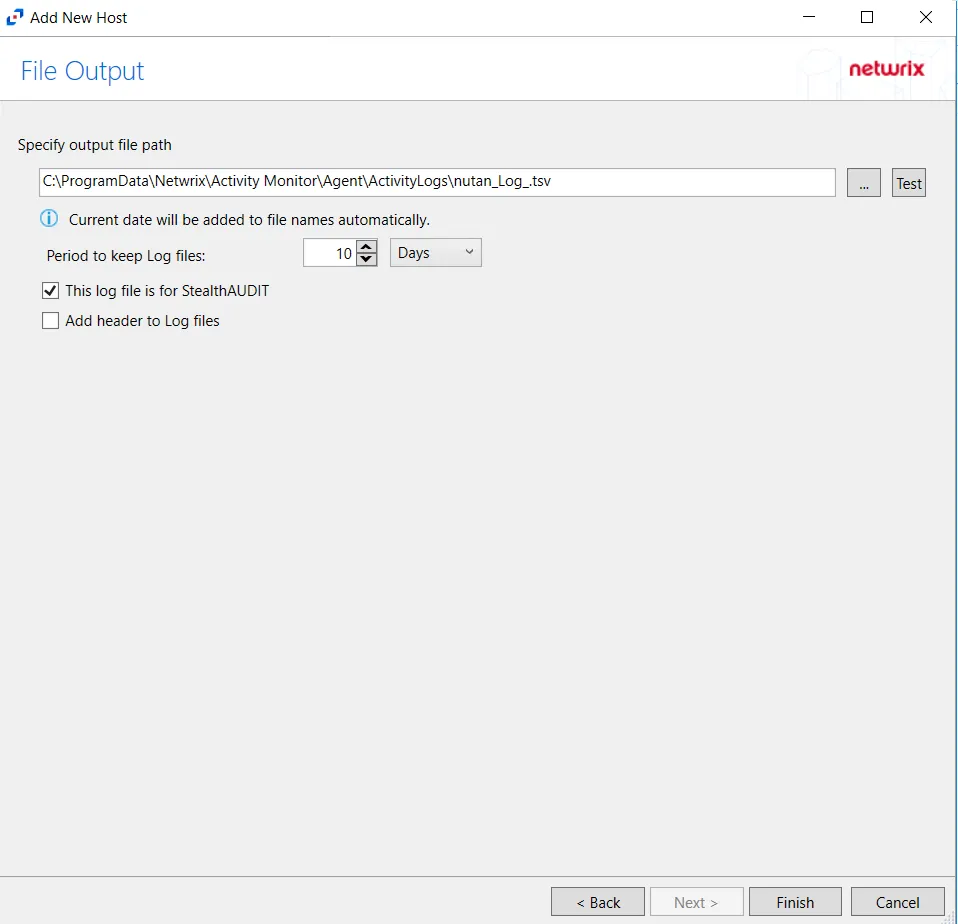 Add New Host
File Output
netwrix
Specify output file path
C:\ProgramData\Netwrix\Activity Monitor\Agent\ActivityLogs\nutan_Log_.tsv
... Test
Current date will be added to file names automatically.
Period to keep Log files: 10 Days
This log file is for StealthAUDIT
Add header to Log files
< Back Next > Finish Cancel